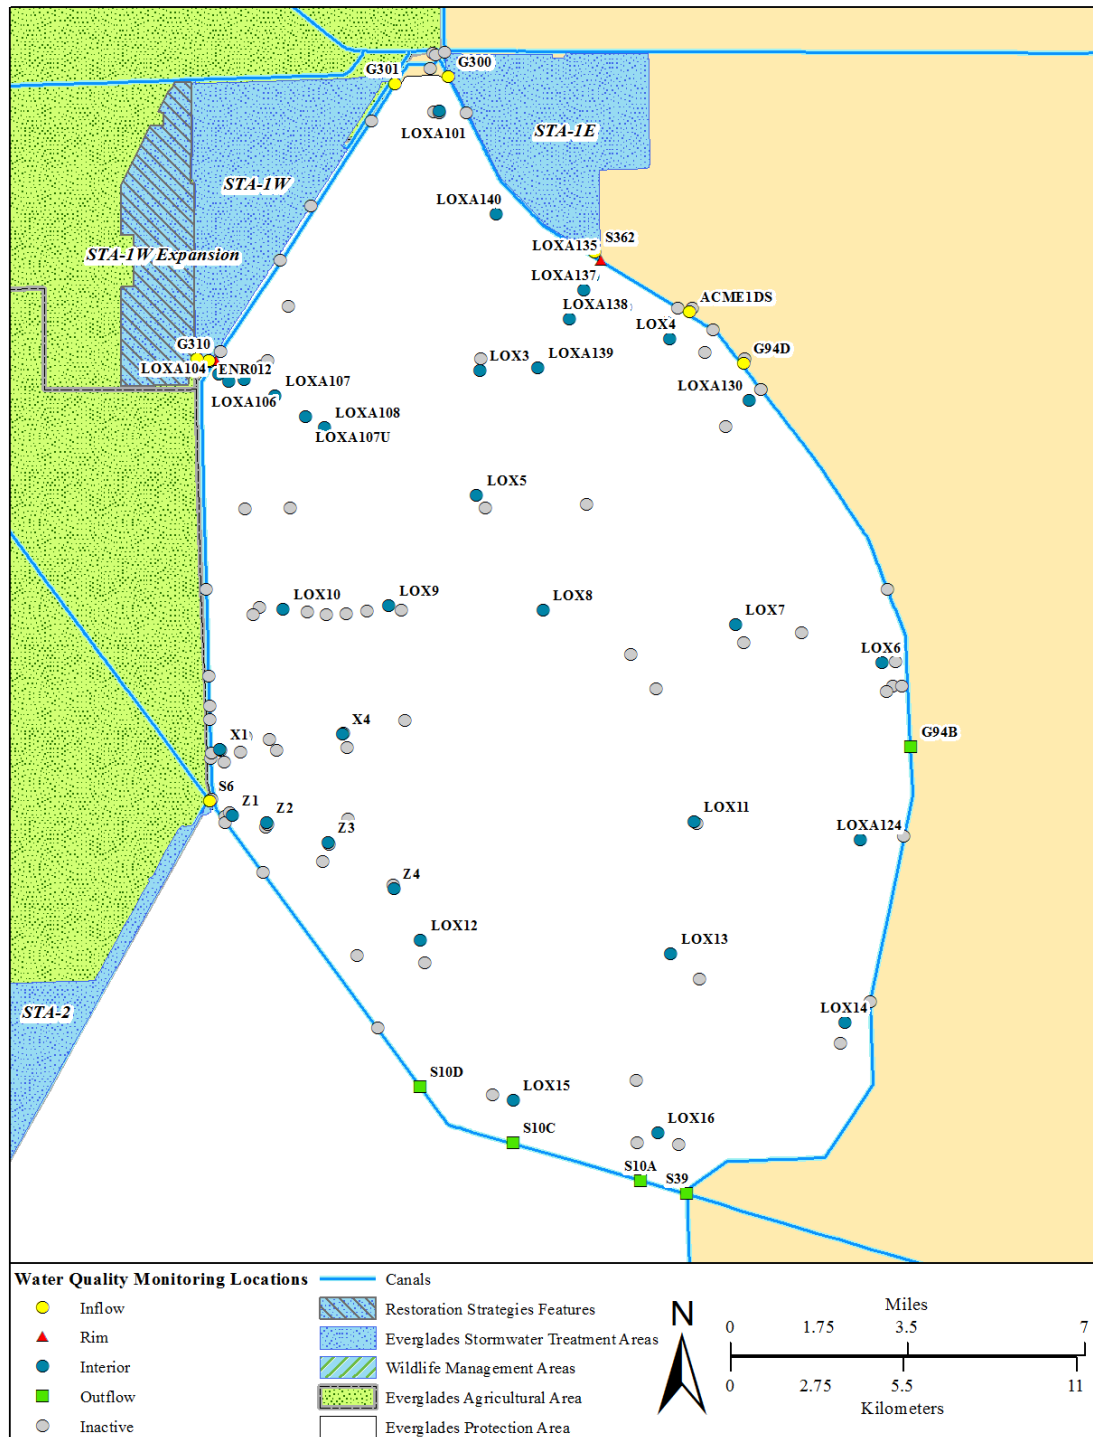 G301
G300
LOXA101
STA-1E
STA-1W
LOXA140
S362
LOXA135
STA-1W Expansion
LOXA137
ACME1DS
LOXA138
LOX4
G310
G94D
LOXA104
ENR012
LOX3
LOXA139
LOXA106
LOXA107
LOXA130
LOXA108
LOXA107U
LOX5
LOX10
LOX9
LOX8
LOX7
LOX6
X1
X4
G94B
S6
Z1
Z2
LOX11
Z3
LOXA124
Z4
LOX12
LOX13
STA-2
LOX14
S10D
LOX15
LOX16
S10C
S10A
S39
Water Quality Monitoring Locations
Inflow
Rim
Interior
Outflow
Inactive
Canals
Restoration Strategies Features
Everglades Stormwater Treatment Areas
Wildlife Management Areas
Everglades Agricultural Area
Everglades Protection Area
N
Miles
0 1.75 3.5 7
0 2.75 5.5 11
Kilometers